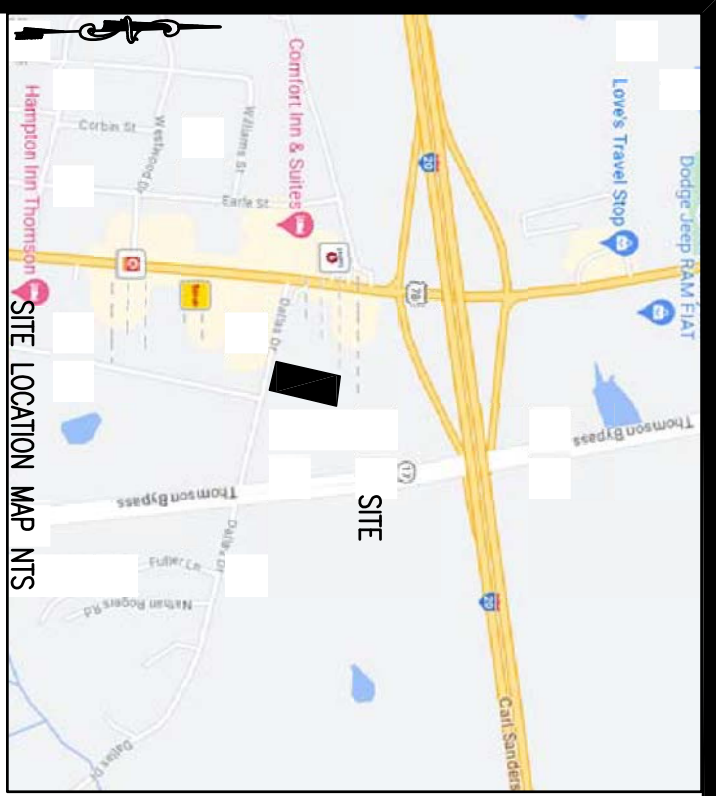 Hampton Inn Thomson
Comfort Inn & Suites
Love's Travel Stop
Dodge Jeep RAM FIAT
Corbin St
Westwood Dr
Williams St
Earle St
20
78
Dallas Dr
Thomson Bypass
17
Thomson Bypass
SITE
Dallas Dr
Fuller Ln
Nathan Rogers Rd
20
Carl Sanders
Dallas Dr
SITE LOCATION MAP NTS